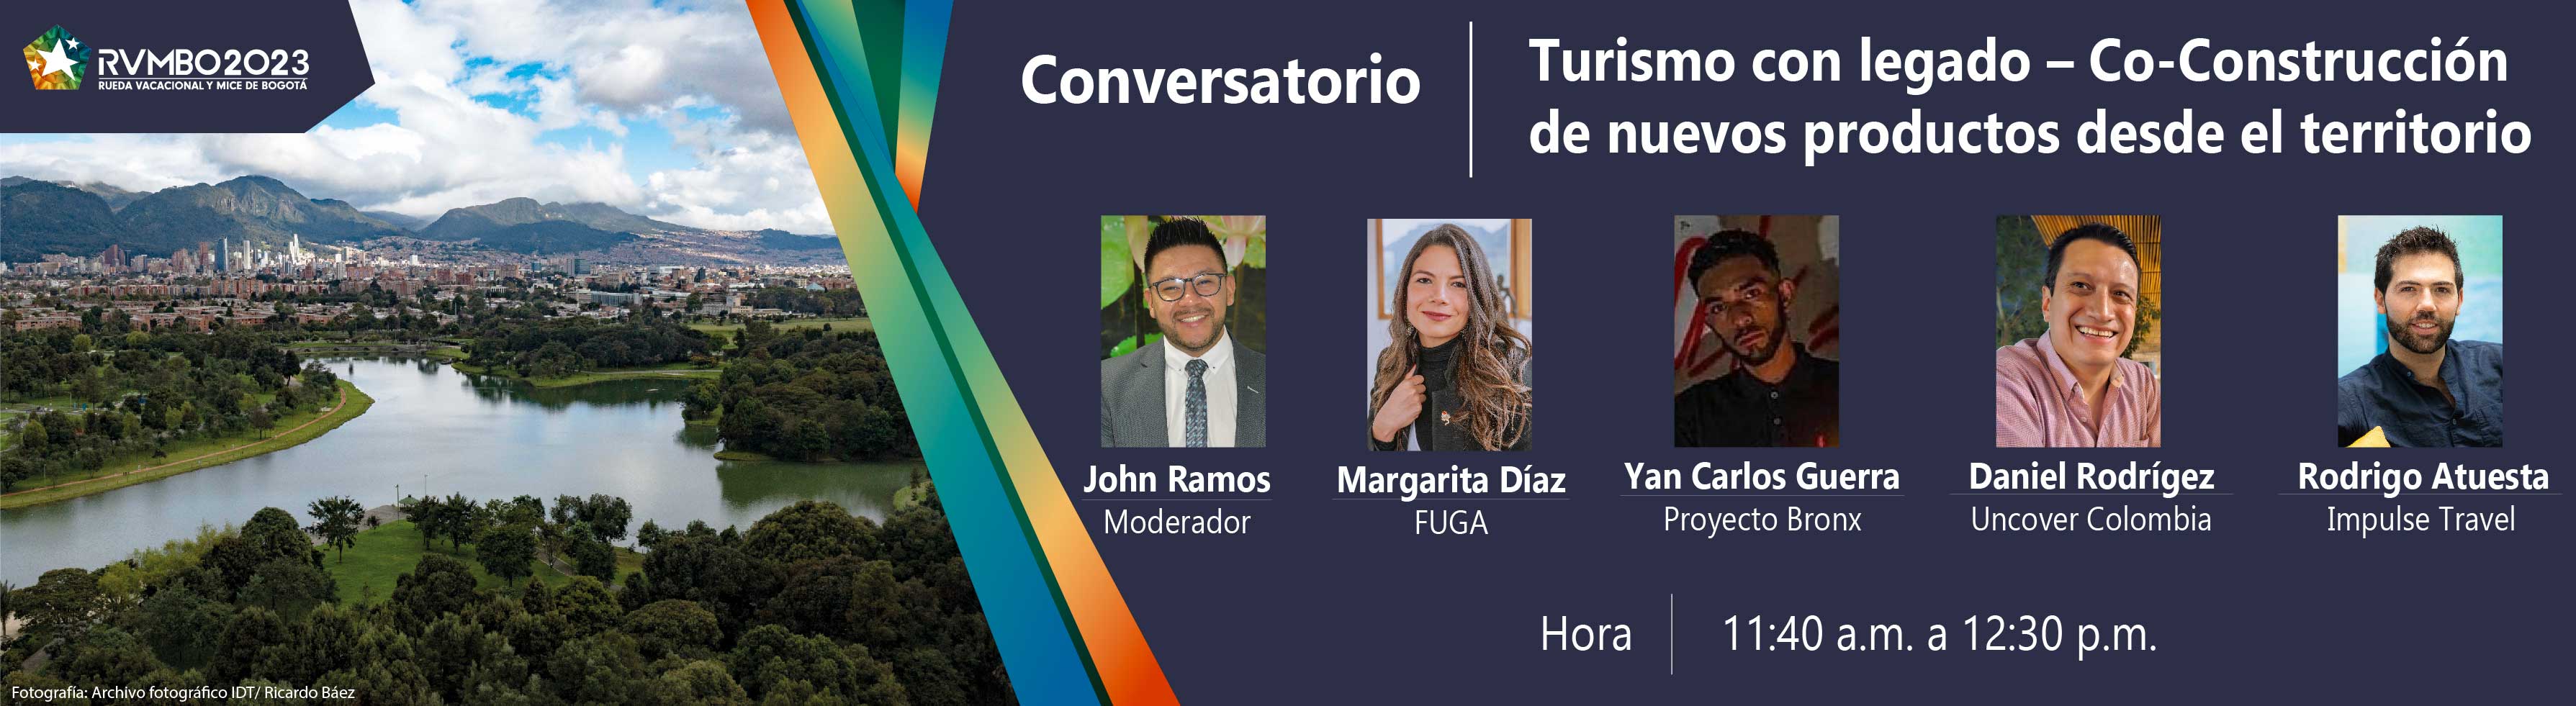 RVMBO2023
RUEDA VACACIONAL Y MICE DE BOGOTÁ
Conversatorio
Turismo con legado – Co-Construcción
de nuevos productos desde el territorio
John Ramos
Moderador
Margarita Díaz
FUGA
Yan Carlos Guerra
Proyecto Bronx
Daniel Rodrígez
Uncover Colombia
Rodrigo Atuesta
Impulse Travel
Hora
11:40 a.m. a 12:30 p.m.
Fotografía: Archivo fotográfico IDT/ Ricardo Báez